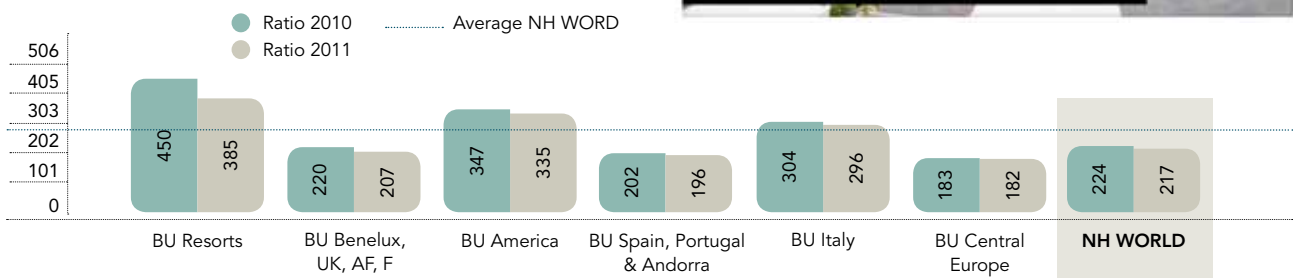 Ratio 2010
Average NH WORD
Ratio 2011
506
405
303
202
101
0
450
385
220
207
347
335
202
196
304
296
183
182
224
217
BU Resorts
BU Benelux,
UK, AF, F
BU America
BU Spain, Portugal
& Andorra
BU Italy
BU Central
Europe
NH WORLD